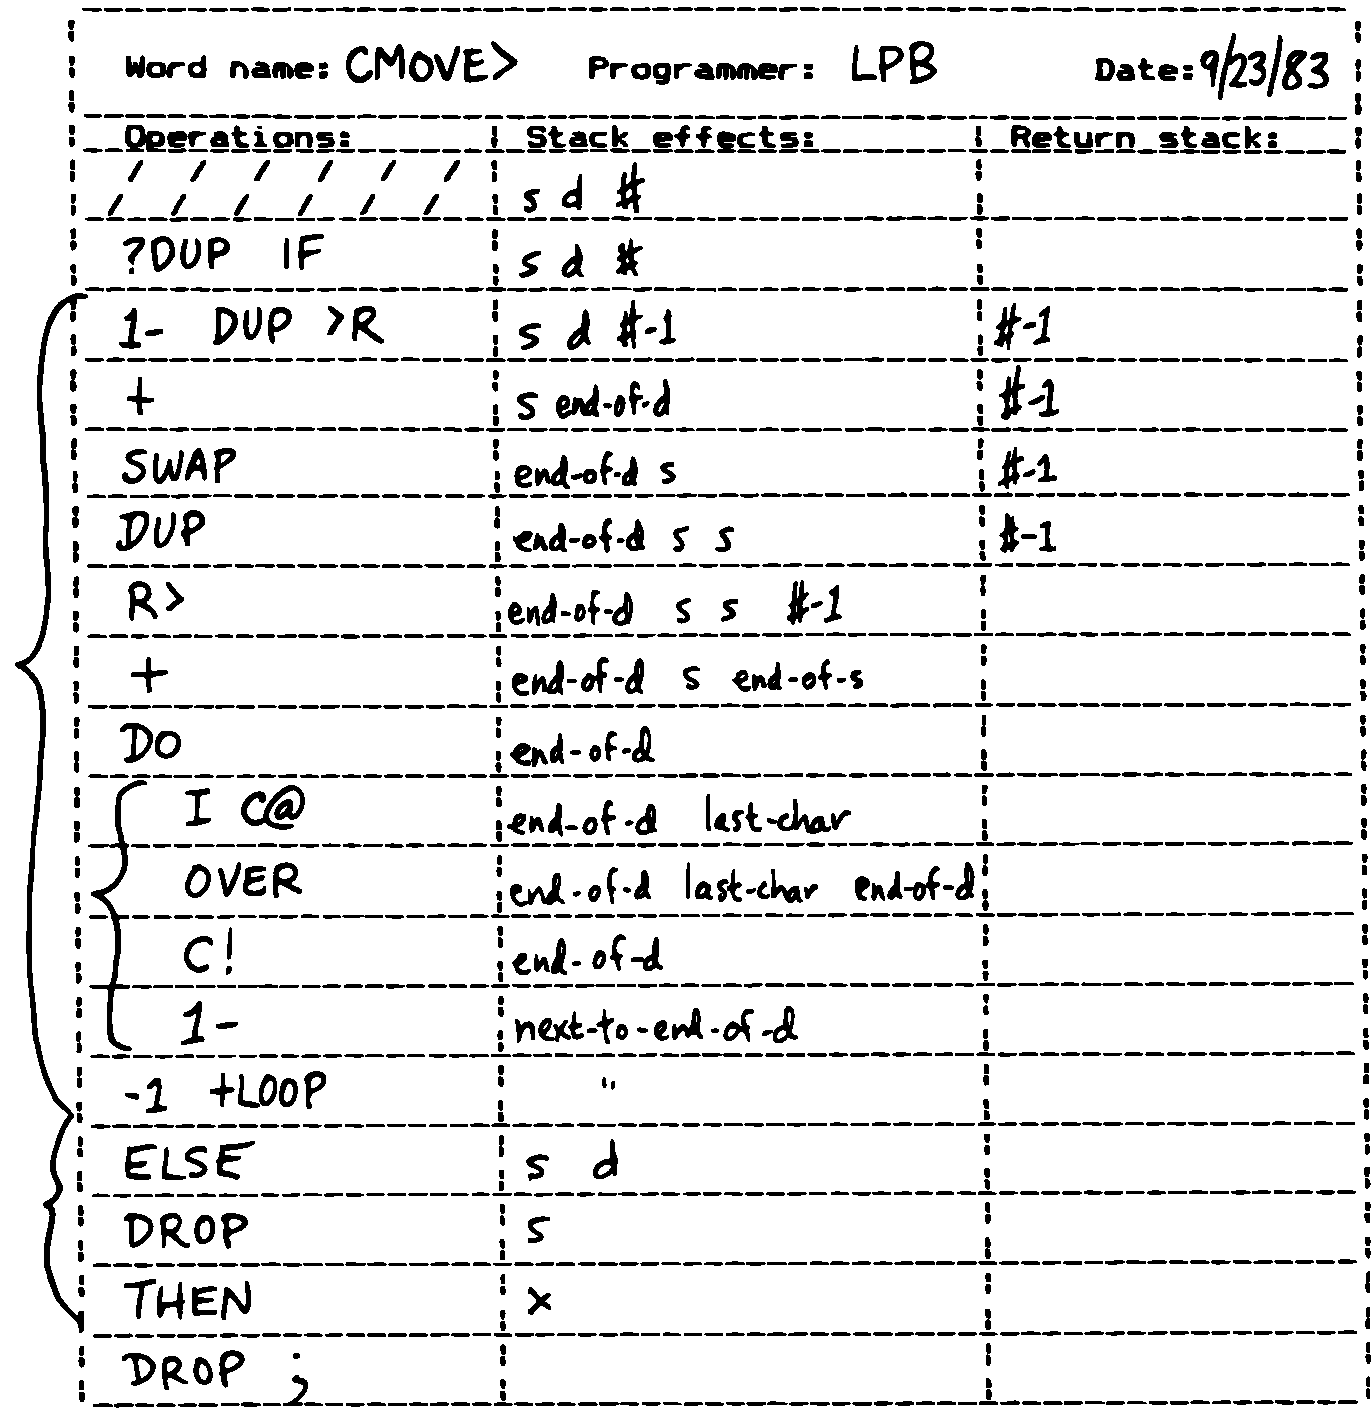 Word name: CMOVE> Programmer: LPB Date: 9/23/83
Operations: Stack effects: Return stack:
s d #
?DUP IF s d #
1- DUP >R s d #-1 #-1
+ s end-of-d #-1
SWAP end-of-d s #-1
DUP end-of-d s s #-1
R> end-of-d s s #-1
+ end-of-d s end-of-s
DO end-of-d
I C@ end-of-d last-char
OVER end-of-d last-char end-of-d
C! end-of-d
1- next-to-end-of-d
-1 +LOOP "
ELSE s d
DROP s
THEN x
DROP ;